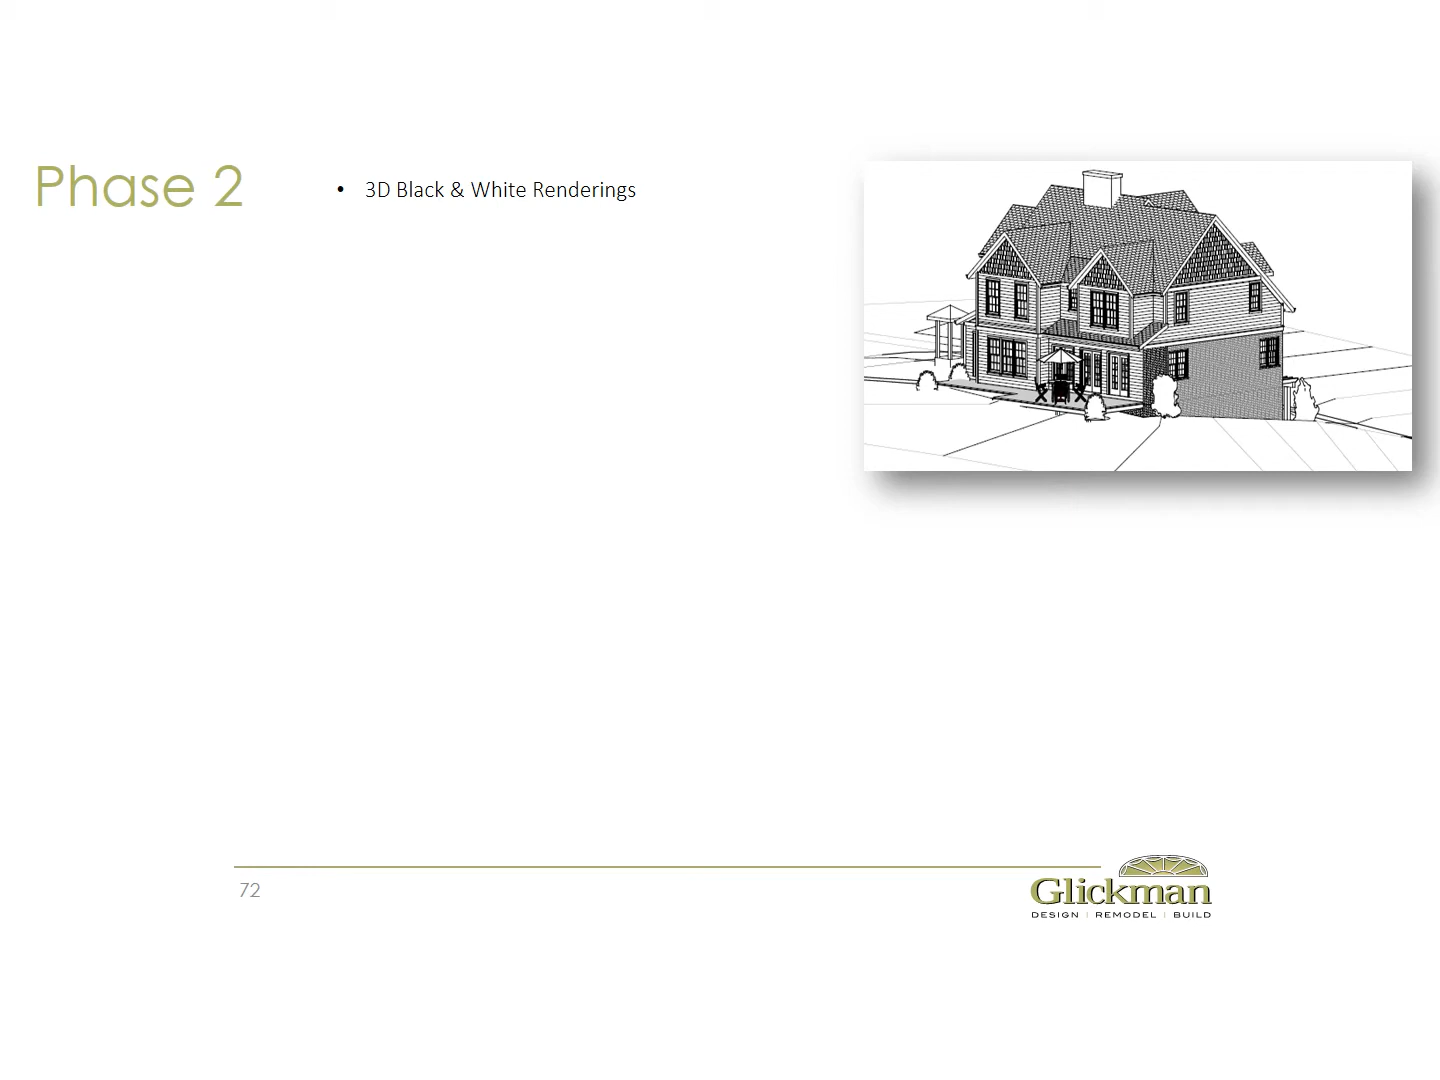 Phase 2
• 3D Black & White Renderings
72
Glickman
DESIGN | REMODEL | BUILD